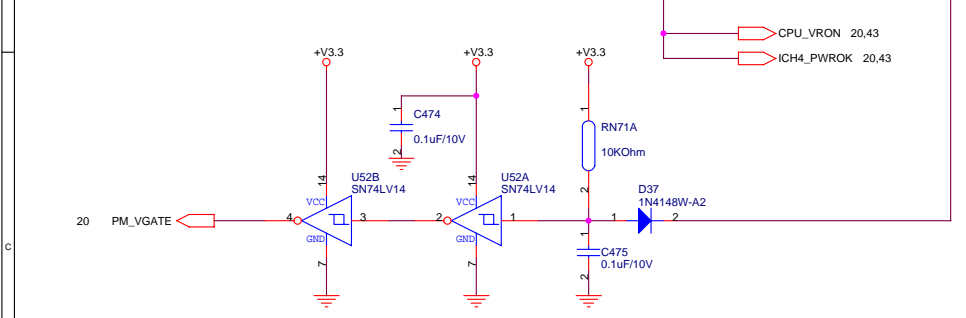 CPU_VRON 20,43
+V3.3 +V3.3 +V3.3
ICH4_PWROK 20,43
1 C474 1
0.1uF/10V RN71A
2 10KOhm
14 U52B 14 U52A 2
SN74LV14 SN74LV14 D37
VCC VCC 1N4148W-A2
20 PM_VGATE 4 3 2 1 1 2
GND GND 1
C C475
7 7 0.1uF/10V
2